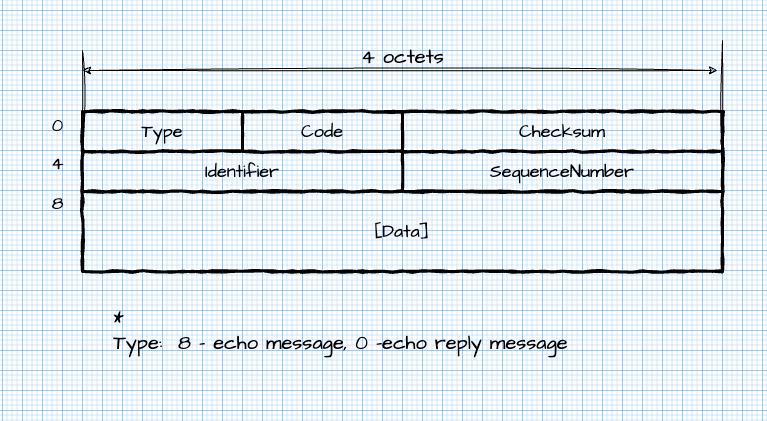 4 octets
0
Type Code Checksum
4
Identifier SequenceNumber
8
[Data]
*
Type: 8 - echo message, 0 -echo reply message